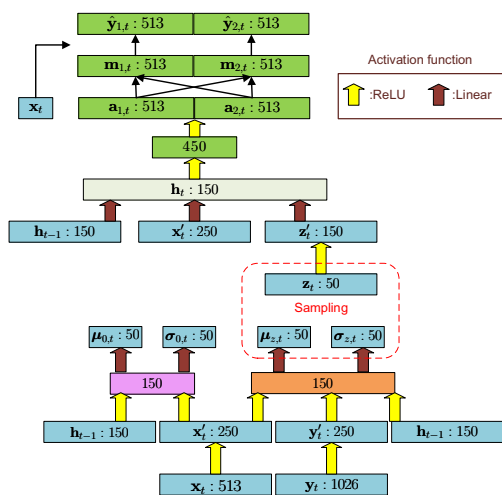 ŷ₁,ₜ : 513 ŷ₂,ₜ : 513
m₁,ₜ : 513 m₂,ₜ : 513
Activation function
:ReLU :Linear
xₜ a₁,ₜ : 513 a₂,ₜ : 513
450
hₜ : 150
hₜ₋₁ : 150 x′ₜ : 250 z′ₜ : 150
zₜ : 50
Sampling
μ₀,ₜ : 50 σ₀,ₜ : 50 μ_z,ₜ : 50 σ_z,ₜ : 50
150 150
hₜ₋₁ : 150 x′ₜ : 250 y′ₜ : 250 hₜ₋₁ : 150
xₜ : 513 yₜ : 1026